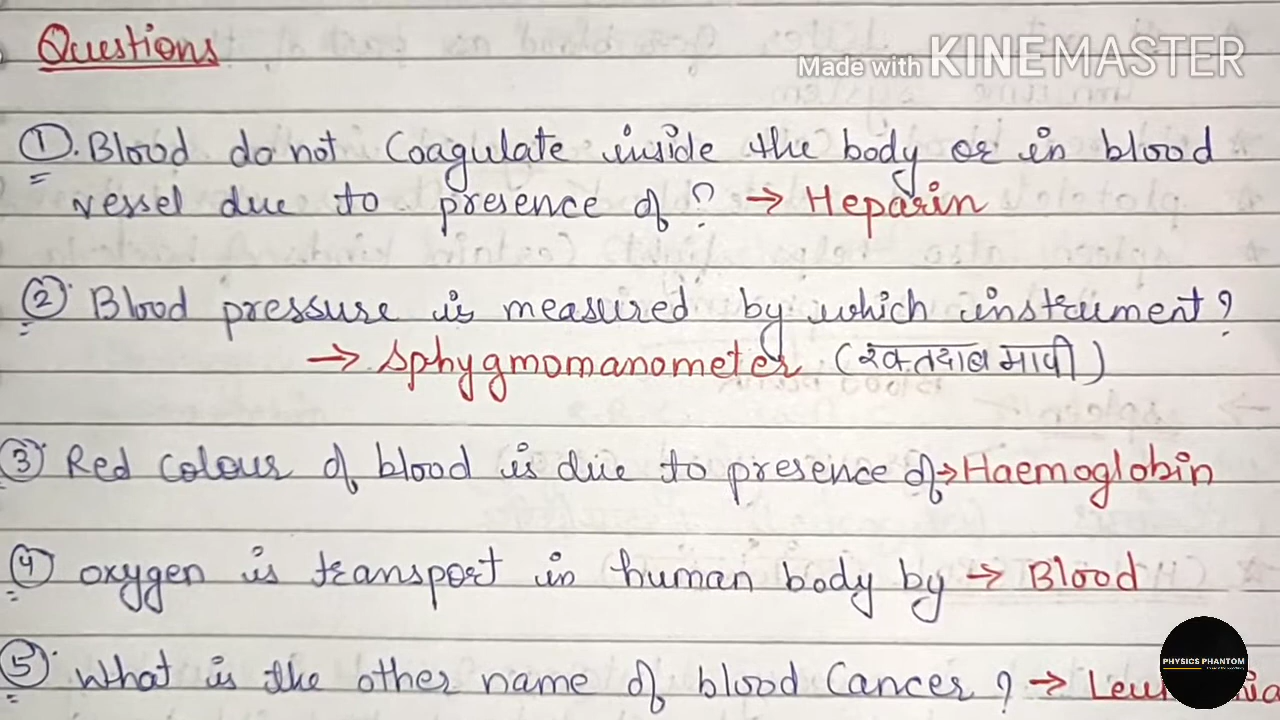 Questions
Made with KINEMASTER
①. Blood do not Coagulate inside the body or in blood
vessel due to presence of ? → Heparin
②. Blood pressure is measured by which instrument ?
→ Sphygmomanometer (रक्तदाब मापी)
③. Red Colour of blood is due to presence of → Haemoglobin
④ oxygen is transport in human body by → Blood
⑤. What is the other name of blood Cancer ? →
PHYSICS PHANTOM